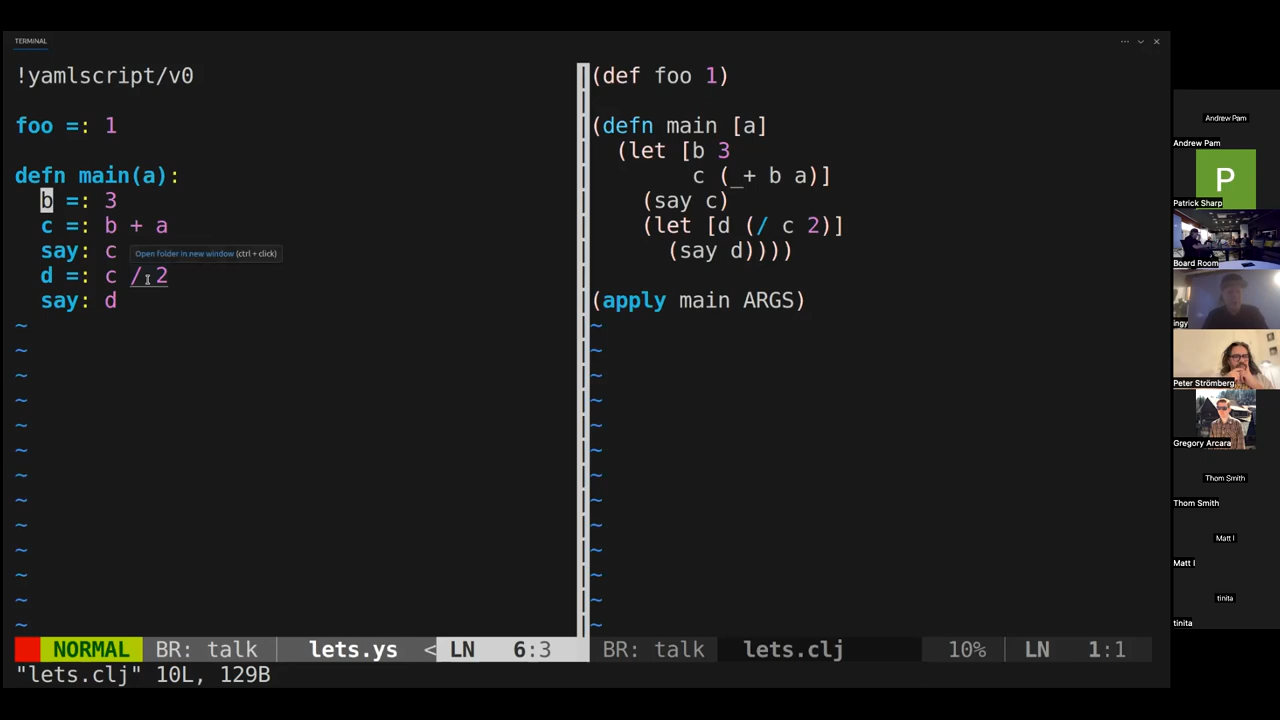 TERMINAL
!yamlscript/v0
foo =: 1
defn main(a):
  b =: 3
  c =: b + a
  say: c
Open folder in new window (ctrl + click)
  d =: c / 2
  say: d
~
~
~
~
~
~
~
~
~
~
~
~
~
(def foo 1)
(defn main [a]
  (let [b 3
        c (_+ b a)]
    (say c)
    (let [d (/ c 2)]
      (say d))))
(apply main ARGS)
~
~
~
~
~
~
~
~
~
~
~
~
~
NORMAL BR: talk lets.ys < LN 6:3
BR: talk lets.clj 10% LN 1:1
"lets.clj" 10L, 129B
Andrew Pam
Andrew Pam
P
Patrick Sharp
Board Room
ingy
Peter Strömberg,
Gregory Arcara
Thom Smith
Thom Smith
Matt I
Matt I
tinita
tinita